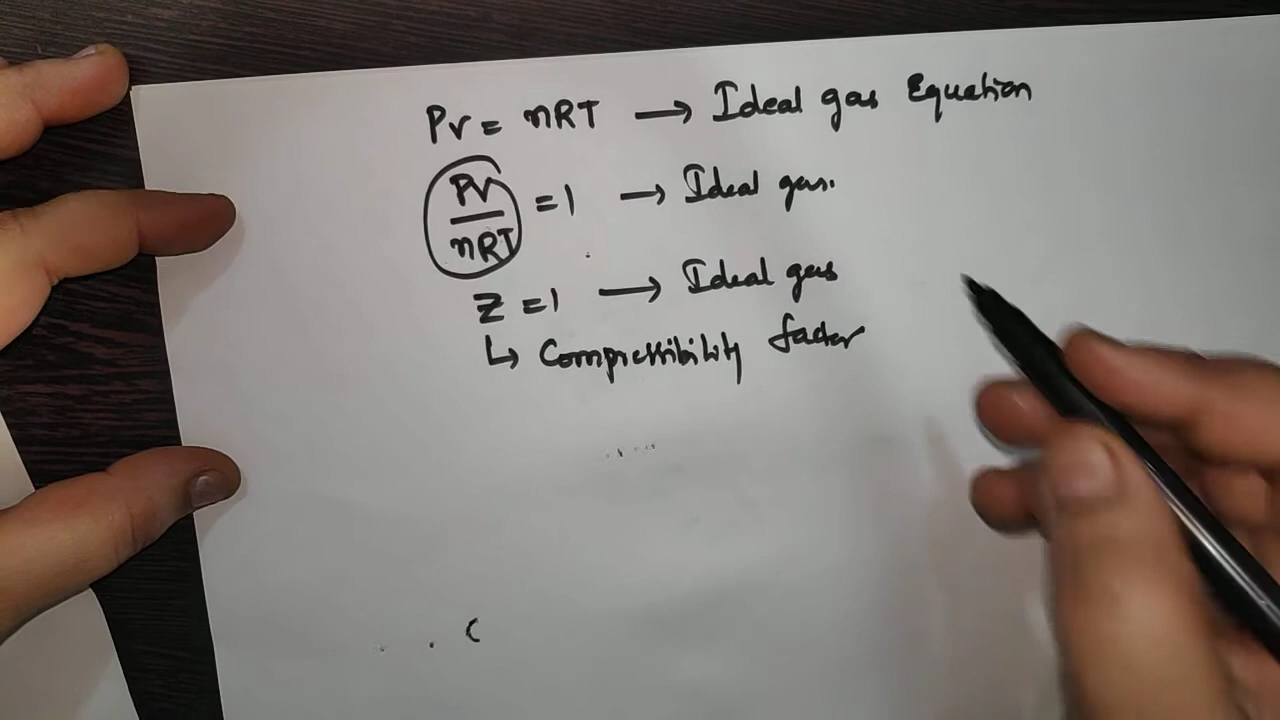 PV = nRT → Ideal gas Equation
PV/nRT = 1 → Ideal gas.
Z = 1 → Ideal gas
↳ Compressibility factor
(